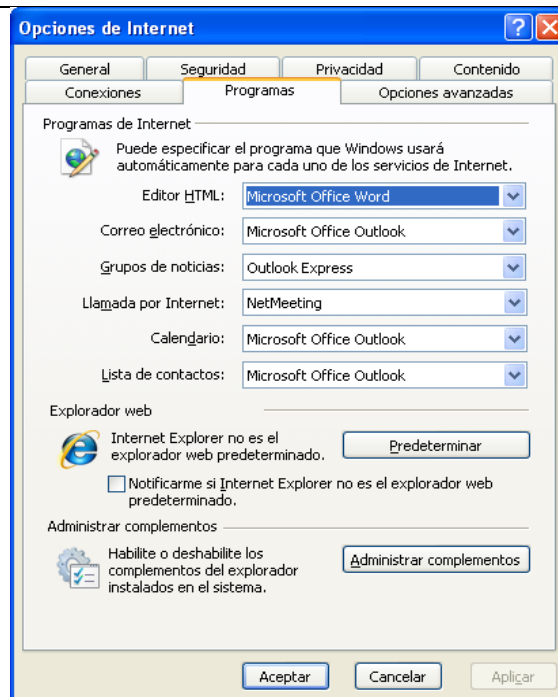 Opciones de Internet
General Seguridad Privacidad Contenido
Conexiones Programas Opciones avanzadas
Programas de Internet
Puede especificar el programa que Windows usará
automáticamente para cada uno de los servicios de Internet.
Editor HTML: Microsoft Office Word
Correo electrónico: Microsoft Office Outlook
Grupos de noticias: Outlook Express
Llamada por Internet: NetMeeting
Calendario: Microsoft Office Outlook
Lista de contactos: Microsoft Office Outlook
Explorador web
Internet Explorer no es el
explorador web predeterminado.
Predeterminar
Notificarme si Internet Explorer no es el explorador web
predeterminado.
Administrar complementos
Habilite o deshabilite los
complementos del explorador
instalados en el sistema.
Administrar complementos
Aceptar Cancelar Aplicar